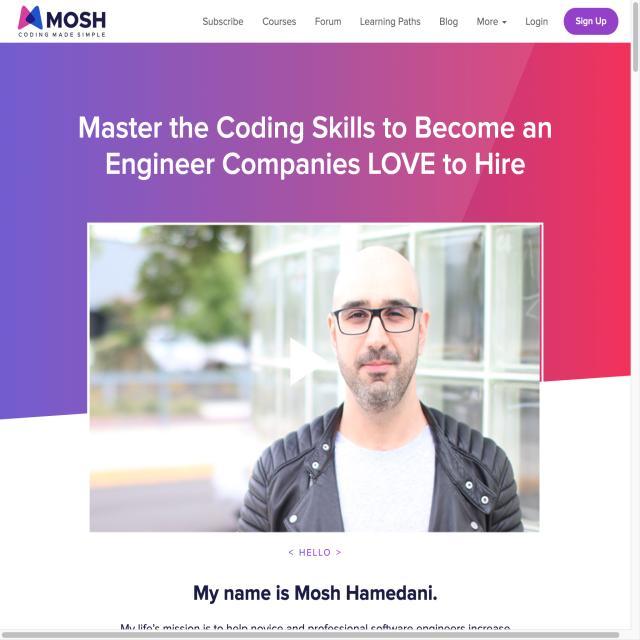 MOSH
CODING MADE SIMPLE
Subscribe Courses Forum Learning Paths Blog More Login Sign Up
Master the Coding Skills to Become an
Engineer Companies LOVE to Hire
< HELLO >
My name is Mosh Hamedani.
My life's mission is to help novice and professional software engineers increase